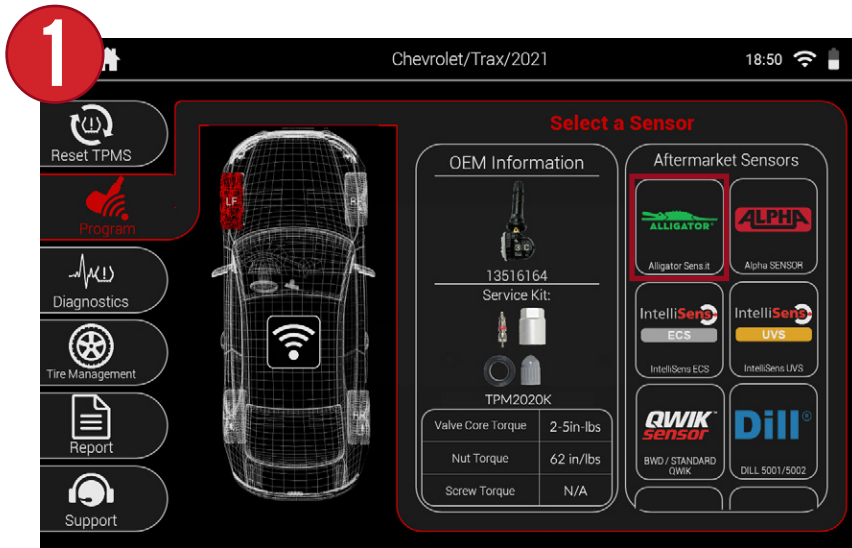 1
Chevrolet/Trax/2021
18:50
Reset TPMS
Program
Diagnostics
Tire Management
Report
Support
LF
Select a Sensor
OEM Information
13516164
Service Kit:
TPM2020K
Valve Core Torque 2-5in-lbs
Nut Torque 62 in/lbs
Screw Torque N/A
Aftermarket Sensors
ALLIGATOR®
Alligator Sens.it
ALPHA
Alpha SENSOR
IntelliSens
ECS
IntelliSens ECS
IntelliSens
UVS
IntelliSens UVS
QWIK™
sensor
BWD / STANDARD
QWIK
Dill®
DILL 5001/5002